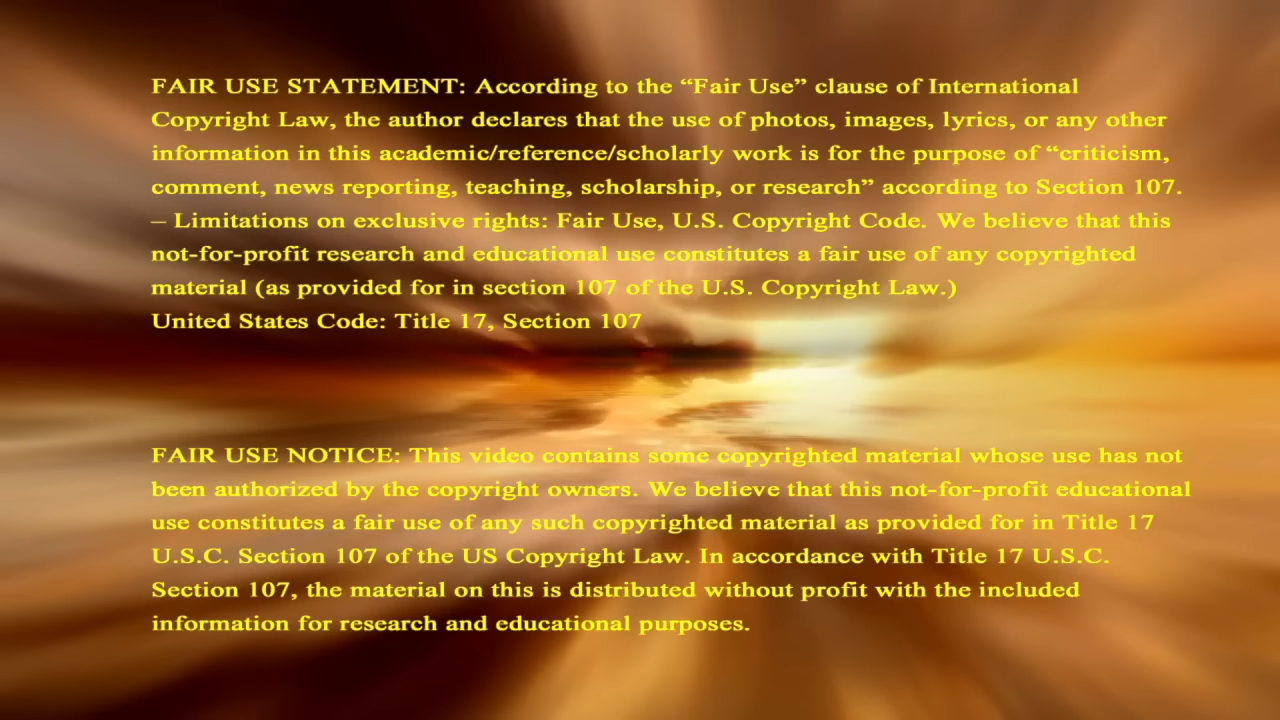 FAIR USE STATEMENT: According to the “Fair Use” clause of International
Copyright Law, the author declares that the use of photos, images, lyrics, or any other
information in this academic/reference/scholarly work is for the purpose of “criticism,
comment, news reporting, teaching, scholarship, or research” according to Section 107.
– Limitations on exclusive rights: Fair Use, U.S. Copyright Code. We believe that this
not-for-profit research and educational use constitutes a fair use of any copyrighted
material (as provided for in section 107 of the U.S. Copyright Law.)
United States Code: Title 17, Section 107
FAIR USE NOTICE: This video contains some copyrighted material whose use has not
been authorized by the copyright owners. We believe that this not-for-profit educational
use constitutes a fair use of any such copyrighted material as provided for in Title 17
U.S.C. Section 107 of the US Copyright Law. In accordance with Title 17 U.S.C.
Section 107, the material on this is distributed without profit with the included
information for research and educational purposes.